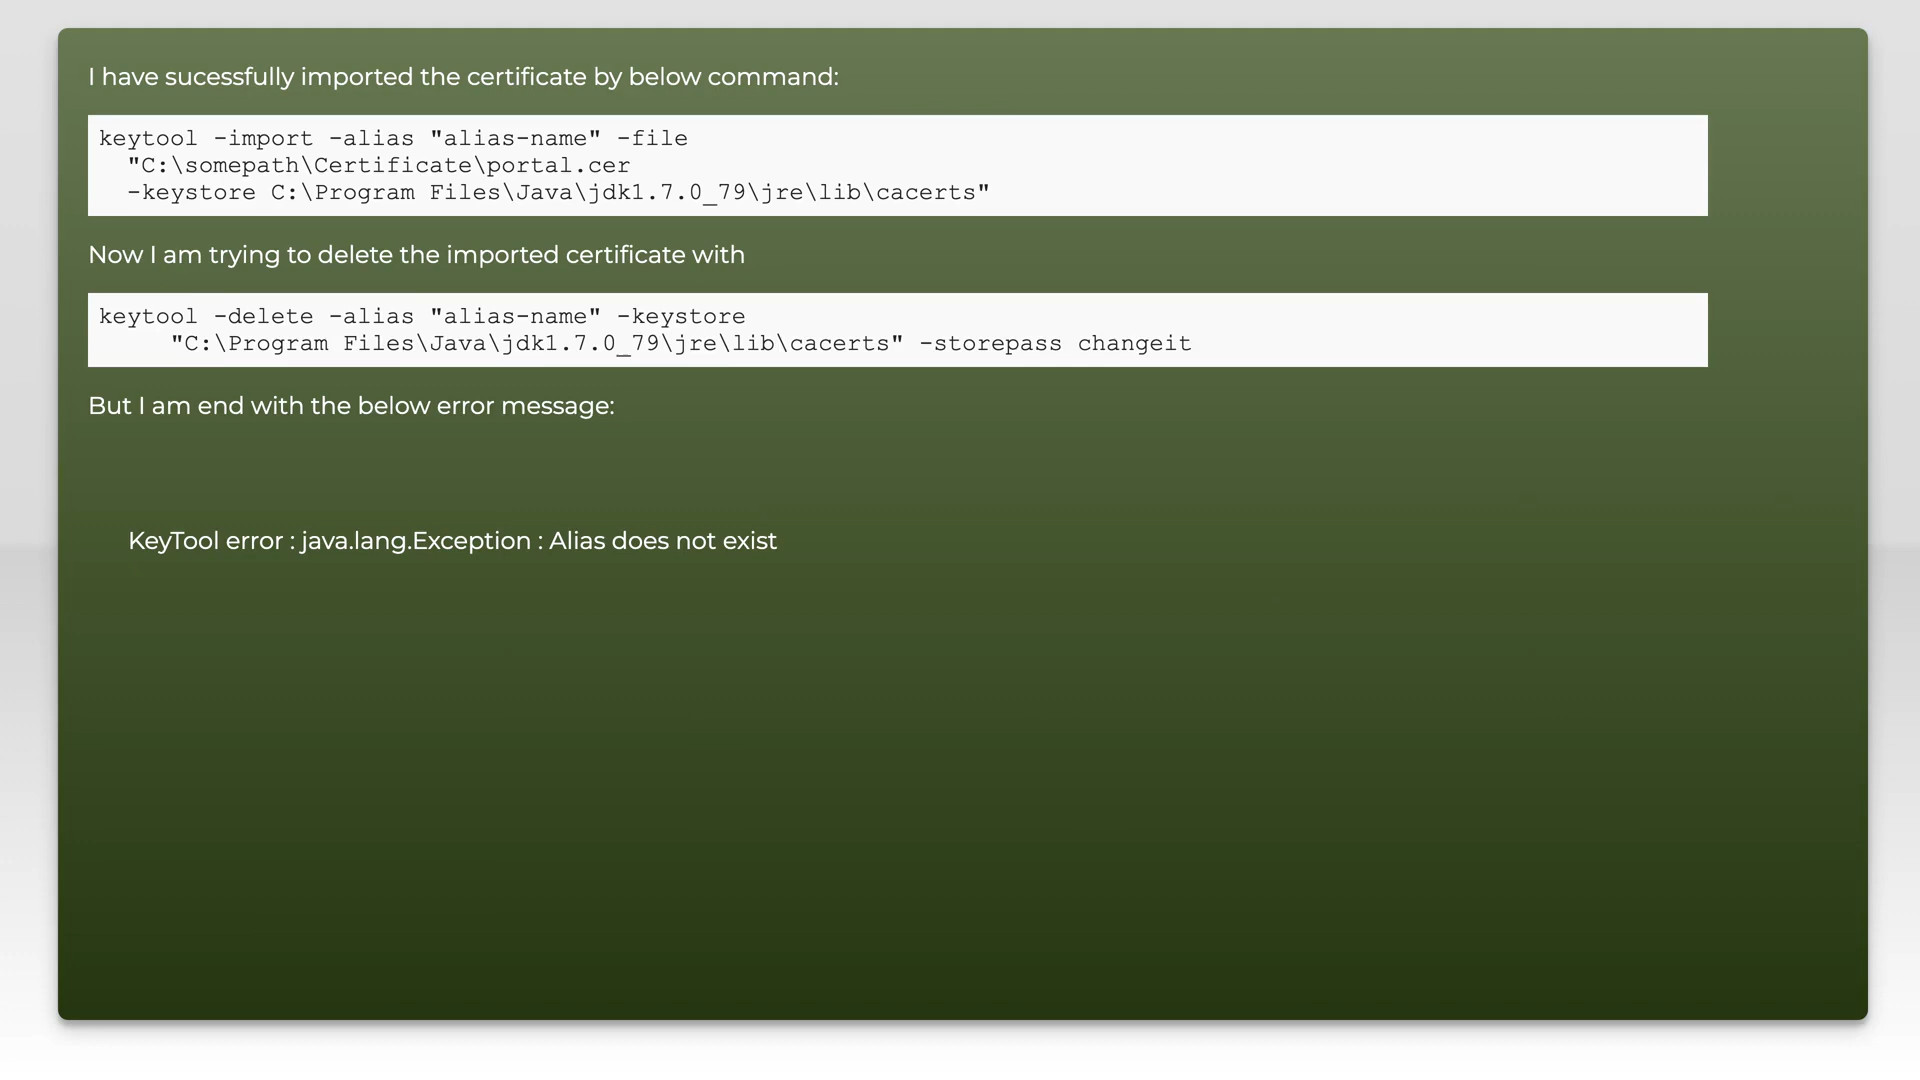 I have sucessfully imported the certificate by below command:
keytool -import -alias "alias-name" -file
"C:\somepath\Certificate\portal.cer
-keystore C:\Program Files\Java\jdk1.7.0_79\jre\lib\cacerts"
Now I am trying to delete the imported certificate with
keytool -delete -alias "alias-name" -keystore
"C:\Program Files\Java\jdk1.7.0_79\jre\lib\cacerts" -storepass changeit
But I am end with the below error message:
KeyTool error : java.lang.Exception : Alias does not exist